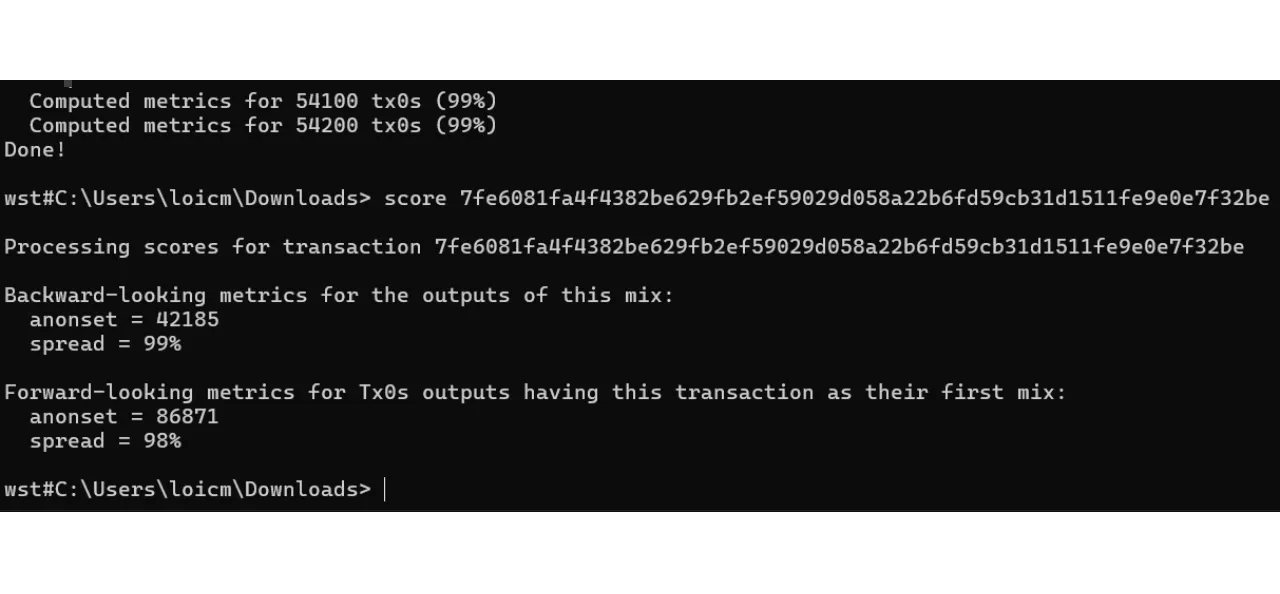 Computed metrics for 54100 tx0s (99%)
Computed metrics for 54200 tx0s (99%)
Done!
wst#C:\Users\loicm\Downloads> score 7fe6081fa4f4382be629fb2ef59029d058a22b6fd59cb31d1511fe9e0e7f32be
Processing scores for transaction 7fe6081fa4f4382be629fb2ef59029d058a22b6fd59cb31d1511fe9e0e7f32be
Backward-looking metrics for the outputs of this mix:
anonset = 42185
spread = 99%
Forward-looking metrics for Tx0s outputs having this transaction as their first mix:
anonset = 86871
spread = 98%
wst#C:\Users\loicm\Downloads>